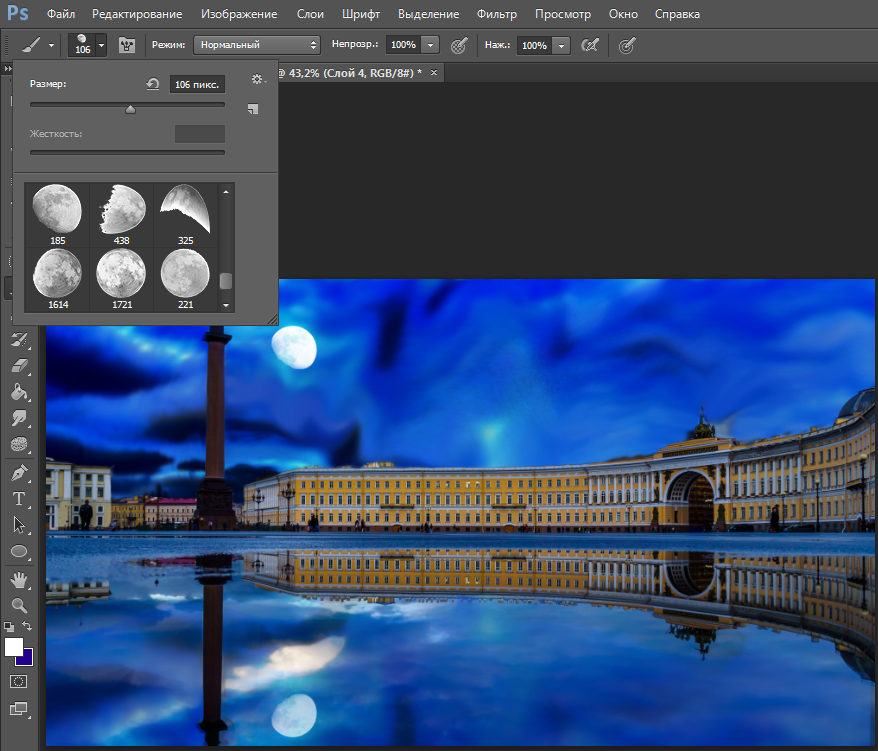 Ps Файл Редактирование Изображение Слои Шрифт Выделение Фильтр Просмотр Окно Справка
106 Режим: Нормальный Непрозр.: 100% Наж.: 100%
@ 43,2% (Слой 4, RGB/8#) * ×
Размер: 106 пикс.
Жесткость:
185 438 325
1614 1721 221
T